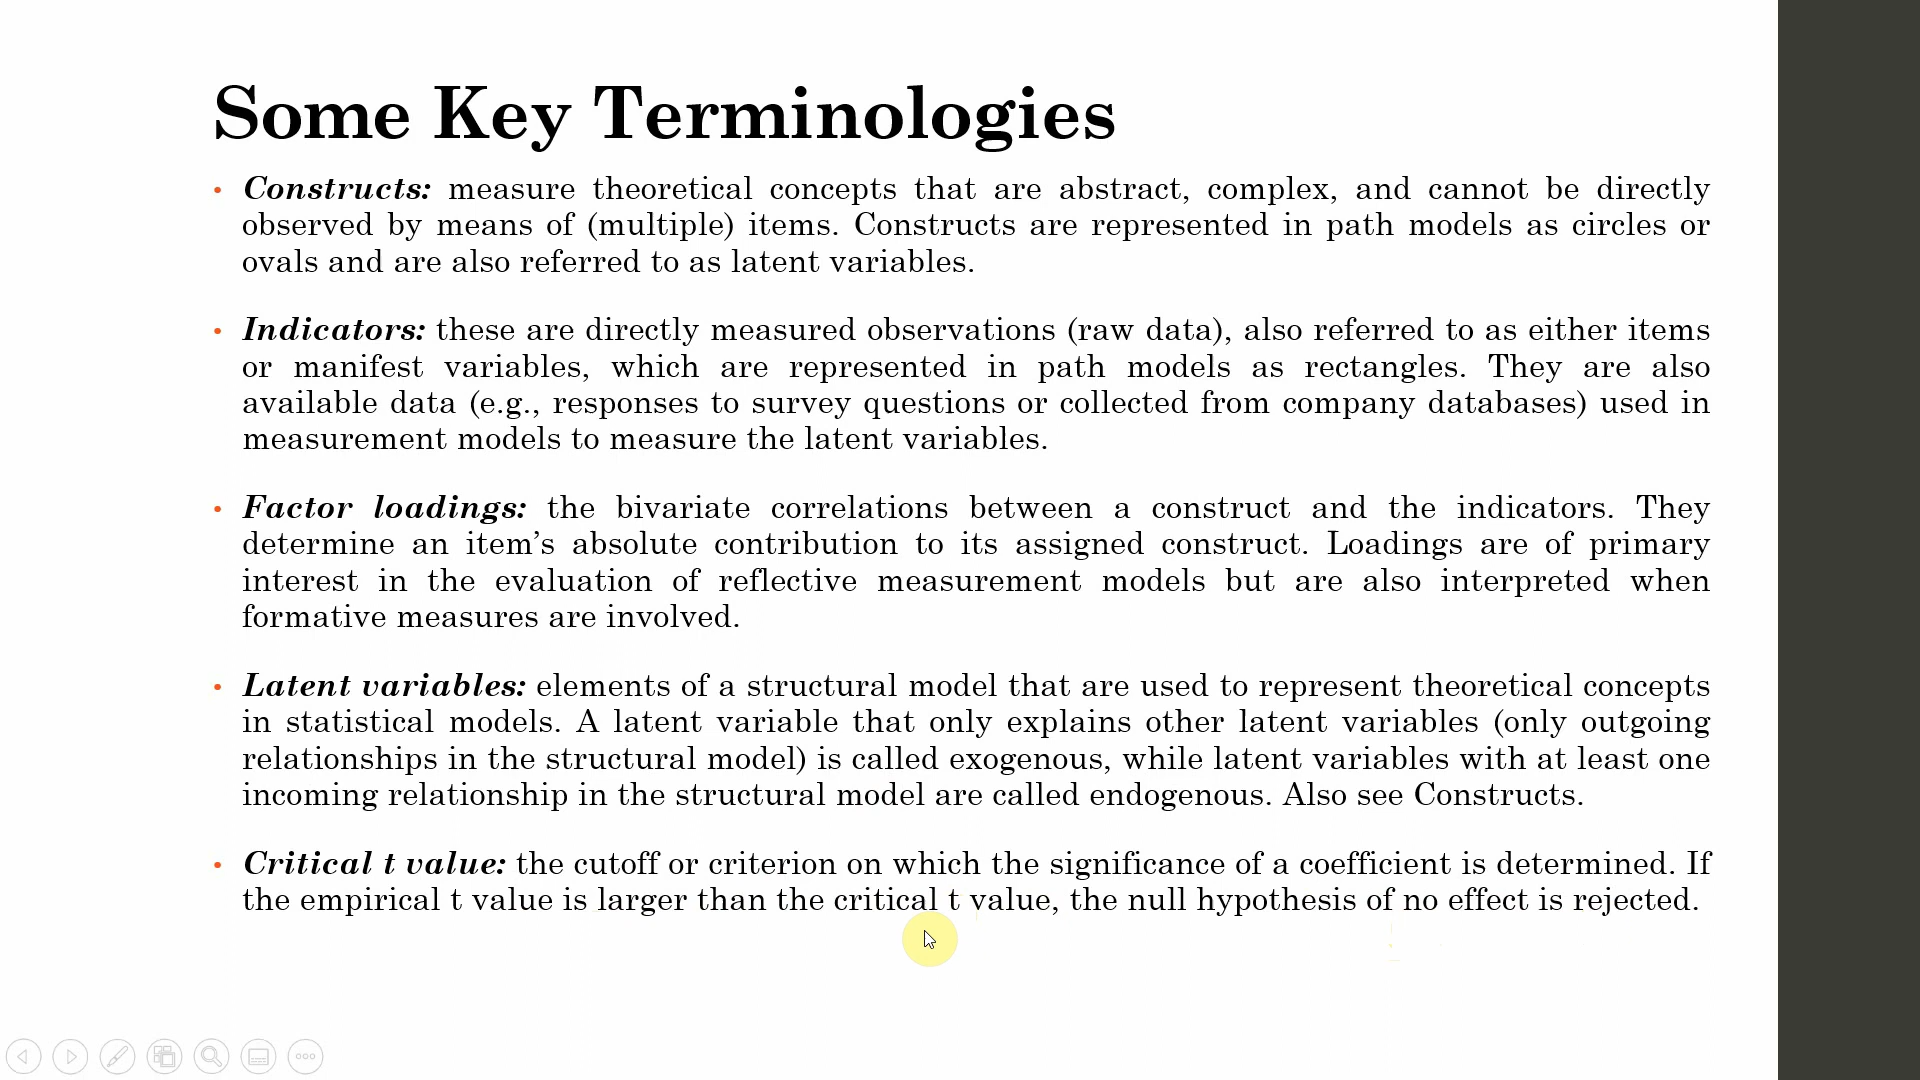 Some Key Terminologies
• Constructs: measure theoretical concepts that are abstract, complex, and cannot be directly
observed by means of (multiple) items. Constructs are represented in path models as circles or
ovals and are also referred to as latent variables.
• Indicators: these are directly measured observations (raw data), also referred to as either items
or manifest variables, which are represented in path models as rectangles. They are also
available data (e.g., responses to survey questions or collected from company databases) used in
measurement models to measure the latent variables.
• Factor loadings: the bivariate correlations between a construct and the indicators. They
determine an item’s absolute contribution to its assigned construct. Loadings are of primary
interest in the evaluation of reflective measurement models but are also interpreted when
formative measures are involved.
• Latent variables: elements of a structural model that are used to represent theoretical concepts
in statistical models. A latent variable that only explains other latent variables (only outgoing
relationships in the structural model) is called exogenous, while latent variables with at least one
incoming relationship in the structural model are called endogenous. Also see Constructs.
• Critical t value: the cutoff or criterion on which the significance of a coefficient is determined. If
the empirical t value is larger than the critical t value, the null hypothesis of no effect is rejected.